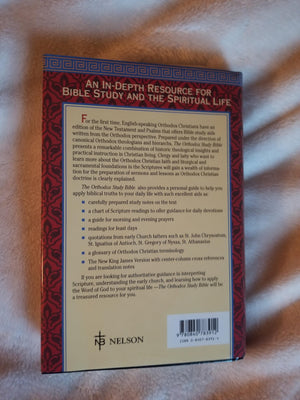 AN IN-DEPTH RESOURCE FOR
BIBLE STUDY AND THE SPIRITUAL LIFE
For the first time, English-speaking Orthodox Christians have an
edition of the New Testament and Psalms that offers Bible study aids
written from the Orthodox perspective. Prepared under the direction of
canonical Orthodox theologians and hierarchs, The Orthodox Study Bible
presents a remarkable combination of historic theological insights and
practical instruction in Christian living. Clergy and laity who want to
learn more about the Orthodox Christian faith and liturgical and
sacramental foundations in the Scriptures will gain a wealth of informa-
tion for the preparation of sermons and lessons as Orthodox Christian
doctrine is clearly explained.
The Orthodox Study Bible also provides a personal guide to help you
apply biblical truths to your daily life with such excellent aids as:
carefully prepared study notes on the text
a chart of Scripture readings to offer guidance for daily devotions
a guide for morning and evening prayers
readings for feast days
quotations from early Church fathers such as St. John Chrysostom,
St. Ignatius of Antioch, St. Gregory of Nyssa, St. Athanasius
a glossary of Orthodox Christian terminology
The New King James Version with center-column cross references
and translation notes
If you are looking for authoritative guidance in interpreting
Scripture, understanding the early church, and learning how to apply
the Word of God to your spiritual life—The Orthodox Study Bible will
be a treasured resource for you.
NELSON
9 780840 783912
ISBN 0-8407-8391-4